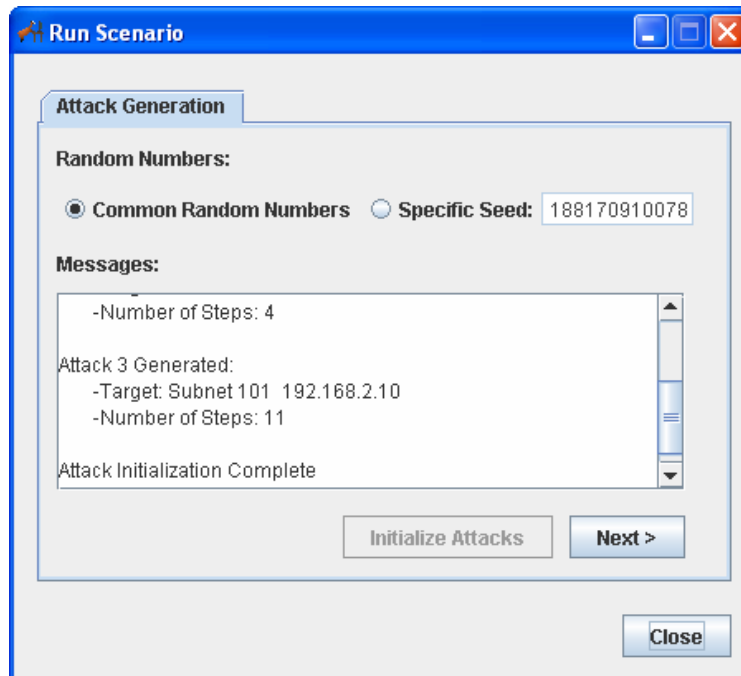 Run Scenario
Attack Generation
Random Numbers:
Common Random Numbers Specific Seed: 188170910078
Messages:
-Number of Steps: 4
Attack 3 Generated:
-Target: Subnet 101 192.168.2.10
-Number of Steps: 11
Attack Initialization Complete
Initialize Attacks Next >
Close